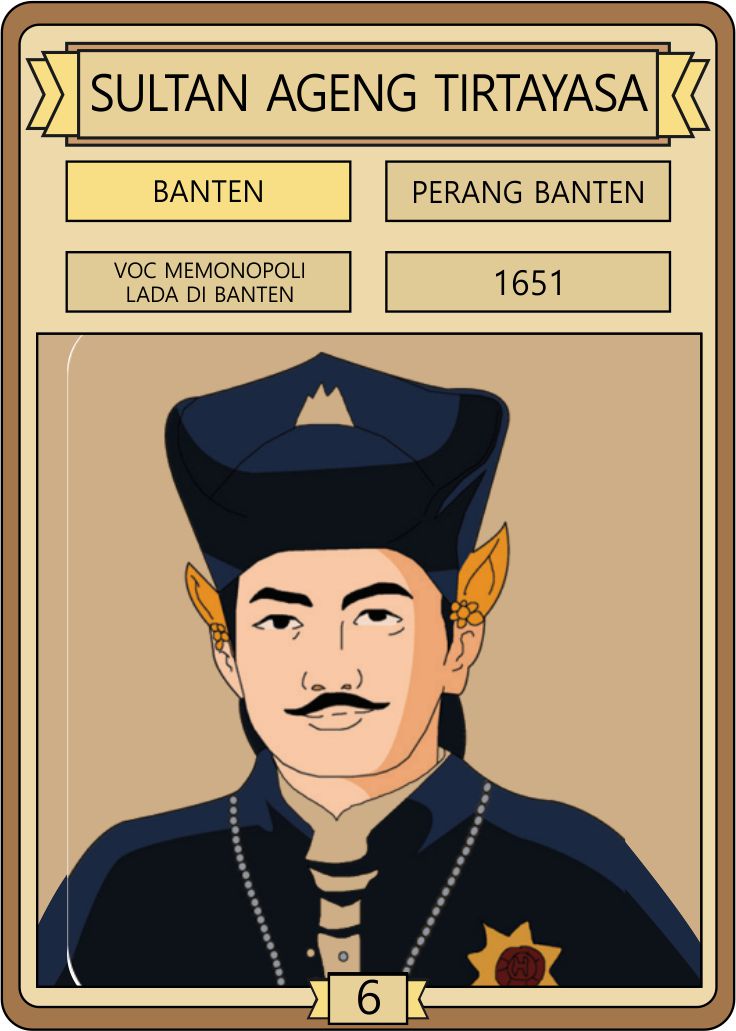 SULTAN AGENG TIRTAYASA
BANTEN
PERANG BANTEN
VOC MEMONOPOLI
LADA DI BANTEN
1651
6